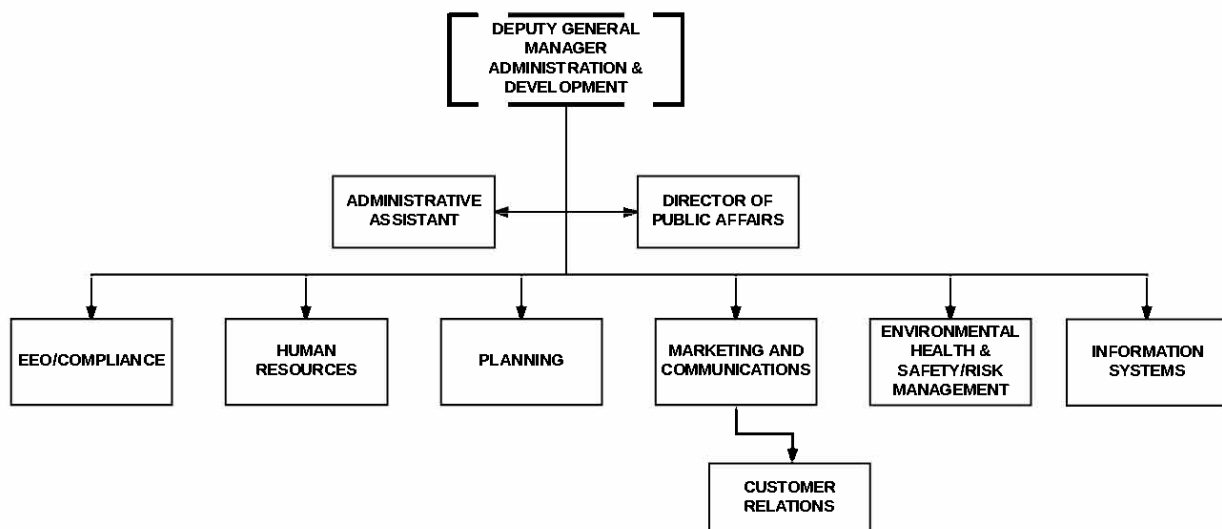 DEPUTY GENERAL
MANAGER
ADMINISTRATION &
DEVELOPMENT
ADMINISTRATIVE
ASSISTANT
DIRECTOR OF
PUBLIC AFFAIRS
EEO/COMPLIANCE
HUMAN
RESOURCES
PLANNING
MARKETING AND
COMMUNICATIONS
ENVIRONMENTAL
HEALTH &
SAFETY/RISK
MANAGEMENT
INFORMATION
SYSTEMS
CUSTOMER
RELATIONS